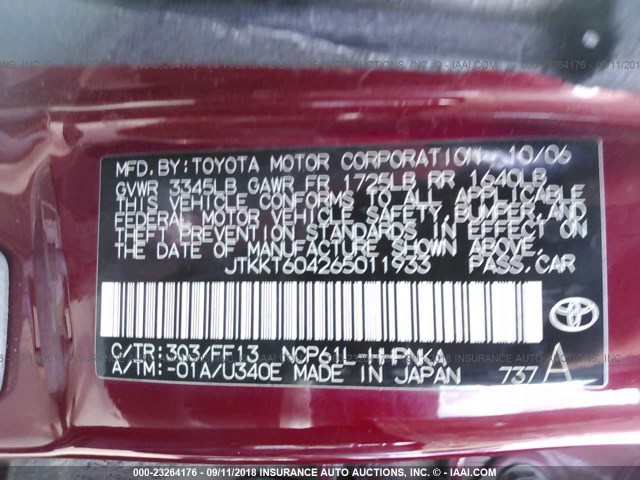 MFD. BY: TOYOTA MOTOR CORPORATION 10/06
GVWR 3345LB GAWR FR 1725LB RR 1640LB
THIS VEHICLE CONFORMS TO ALL APPLICABLE
FEDERAL MOTOR VEHICLE SAFETY, BUMPER, AND
THEFT PREVENTION STANDARDS IN EFFECT ON
THE DATE OF MANUFACTURE SHOWN ABOVE.
JTKKT604265011933 PASS.CAR
C/TR: 3Q3/FF13 NCP61L-
A/TM: -01A/U340E MADE IN JAPAN 737 A
000-23264176 - 09/11/2018 INSURANCE AUTO AUCTIONS, INC. © - IAAI.COM